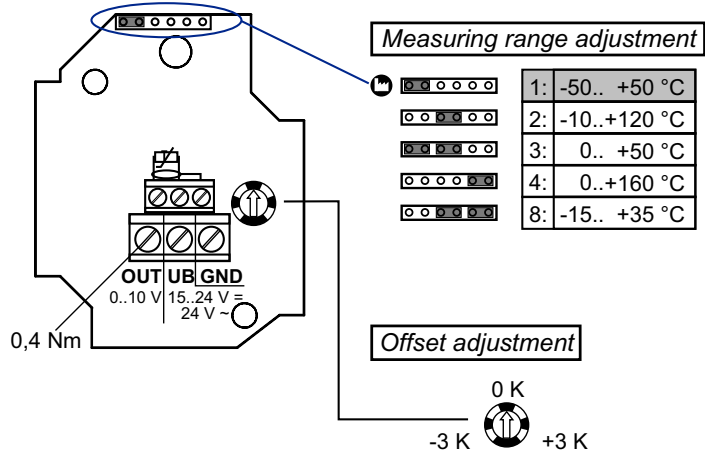 Measuring range adjustment
1: -50.. +50 °C
2: -10..+120 °C
3: 0.. +50 °C
4: 0..+160 °C
8: -15.. +35 °C
OUT UB GND
0..10 V 15..24 V =
24 V ~
0,4 Nm
Offset adjustment
0 K
-3 K +3 K